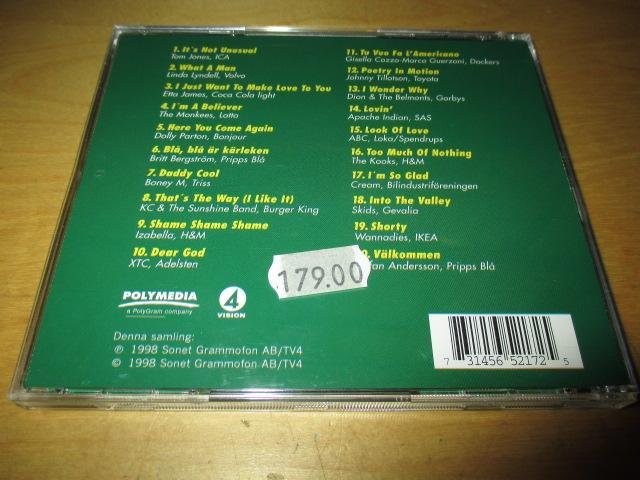 1. It's Not Unusual
Tom Jones, ICA
2. What A Man
Linda Lyndell, Volvo
3. I Just Want To Make Love To You
Etta James, Coca Cola light
4. I'm A Believer
The Monkees, Lotto
5. Here You Come Again
Dolly Parton, Bonjour
6. Blå, blå är kärleken
Britt Bergström, Pripps Blå
7. Daddy Cool
Boney M, Triss
8. That's The Way (I Like It)
KC & The Sunshine Band, Burger King
9. Shame Shame Shame
Izabella, H&M
10. Dear God
XTC, Adelsten
11. Tu Vuo Fa L'Americano
Gisella Cozzo-Marco Guerzoni, Dockers
12. Poetry In Motion
Johnny Tillotson, Toyota
13. I Wonder Why
Dion & The Belmonts, Gorbys
14. Lovin'
Apache Indian, SAS
15. Look Of Love
ABC, Loka/Spendrups
16. Too Much Of Nothing
The Kooks, H&M
17. I'm So Glad
Cream, Bilindustriföreningen
18. Into The Valley
Skids, Gevalia
19. Shorty
Wannadies, IKEA
Välkommen
Andersson, Pripps Blå
179.00
POLYMEDIA
a PolyGram company
4
VISION
Denna samling:
℗ 1998 Sonet Grammofon AB/TV4
© 1998 Sonet Grammofon AB/TV4
7 31456 52172 5